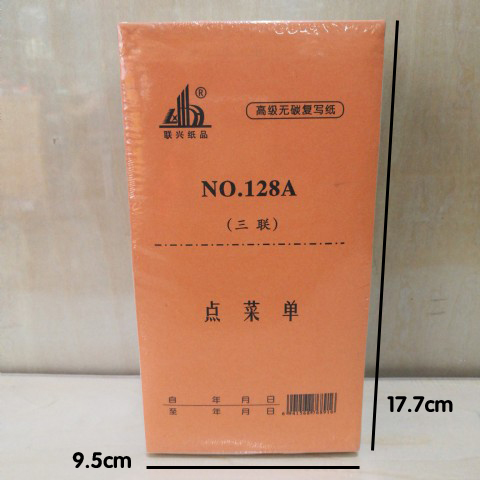 ®
联兴纸品
高级无碳复写纸
NO.128A
(三联)
点菜单
自 年 月 日
至 年 月 日
17.7cm
9.5cm